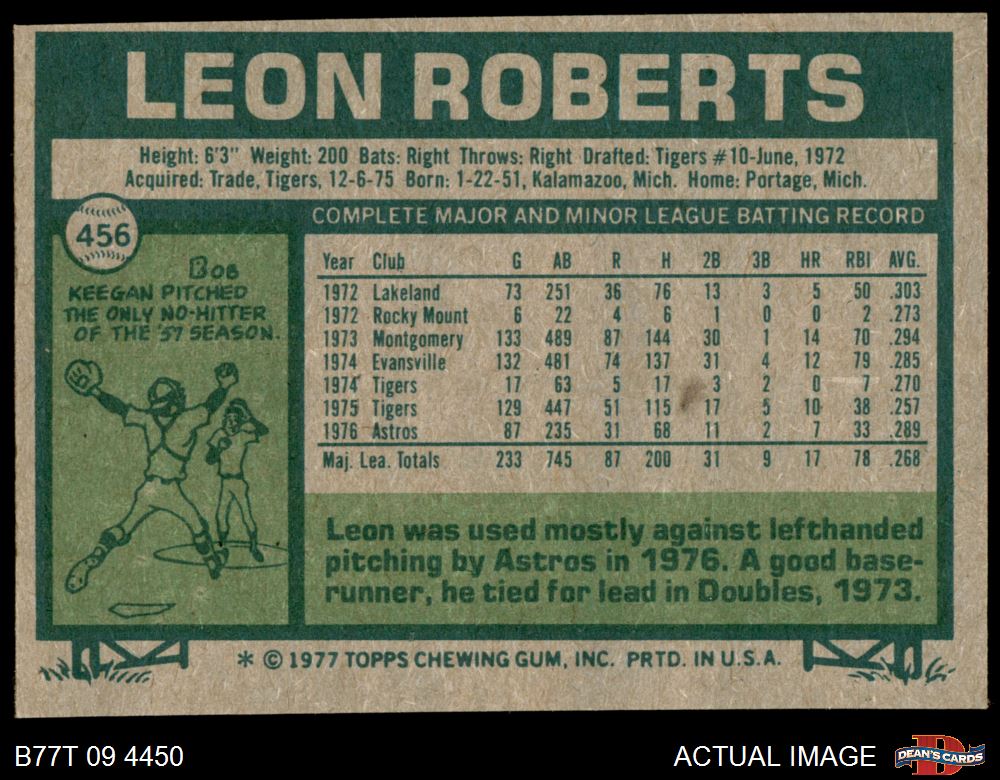 LEON ROBERTS
Height: 6'3" Weight: 200 Bats: Right Throws: Right Drafted: Tigers #10-June, 1972
Acquired: Trade, Tigers, 12-6-75 Born: 1-22-51, Kalamazoo, Mich. Home: Portage, Mich.
456
BOB
KEEGAN PITCHED
THE ONLY NO-HITTER
OF THE '57 SEASON.
COMPLETE MAJOR AND MINOR LEAGUE BATTING RECORD
Year Club G AB R H 2B 3B HR RBI AVG.
1972 Lakeland 73 251 36 76 13 3 5 50 .303
1972 Rocky Mount 6 22 4 6 1 0 0 2 .273
1973 Montgomery 133 489 87 144 30 1 14 70 .294
1974 Evansville 132 481 74 137 31 4 12 79 .285
1974 Tigers 17 63 5 17 3 2 0 7 .270
1975 Tigers 129 447 51 115 17 5 10 38 .257
1976 Astros 87 235 31 68 11 2 7 33 .289
Maj. Lea. Totals 233 745 87 200 31 9 17 78 .268
Leon was used mostly against lefthanded
pitching by Astros in 1976. A good base-
runner, he tied for lead in Doubles, 1973.
* © 1977 TOPPS CHEWING GUM, INC. PRTD. IN U.S.A.
B77T 09 4450
ACTUAL IMAGE
D
DEAN'S CARDS